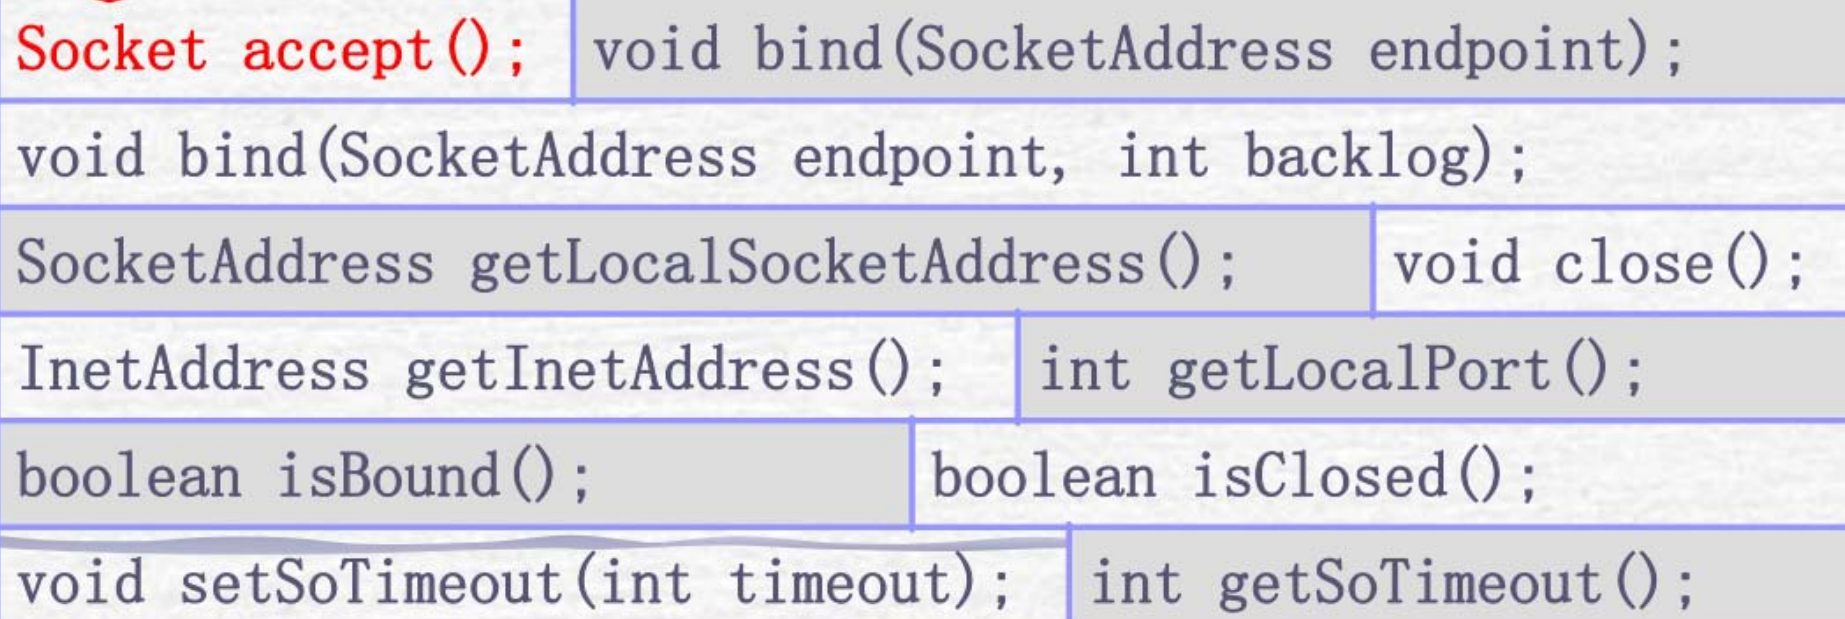 Socket accept(); void bind(SocketAddress endpoint);
void bind(SocketAddress endpoint, int backlog);
SocketAddress getLocalSocketAddress(); void close();
InetAddress getInetAddress(); int getLocalPort();
boolean isBound(); boolean isClosed();
void setSoTimeout(int timeout); int getSoTimeout();